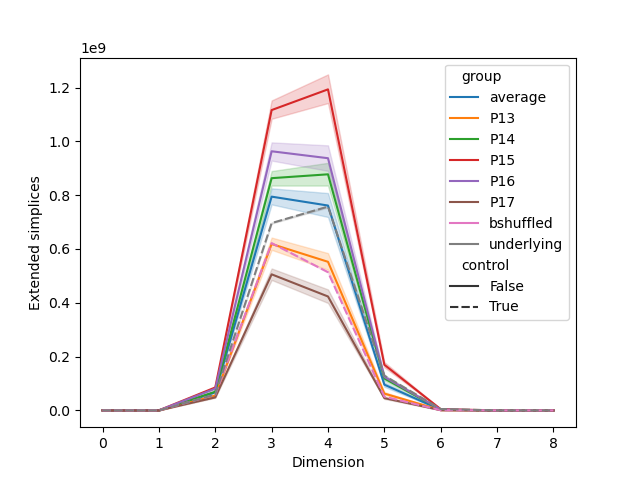 1e9
1.2
1.0
0.8
0.6
0.4
0.2
0.0
Extended simplices
0 1 2 3 4 5 6 7 8
Dimension
group
average
P13
P14
P15
P16
P17
bshuffled
underlying
control
False
True